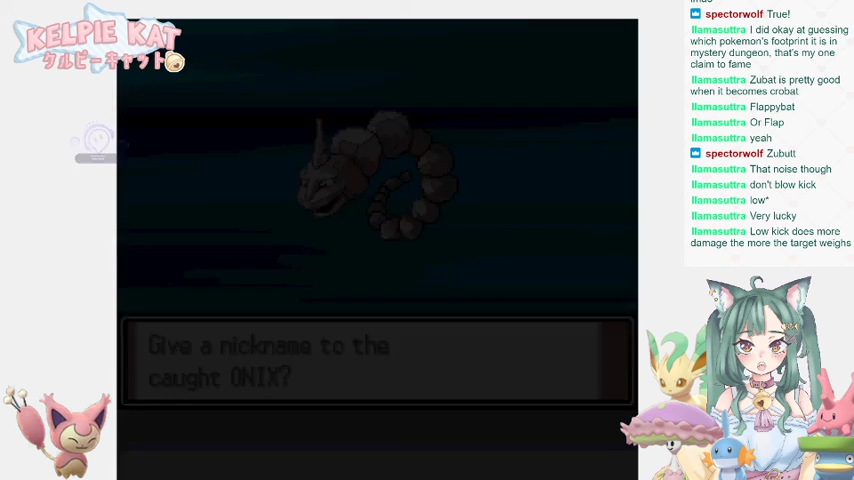 KELPIE KAT
ケルピーキャット
Give a nickname to the
caught ONIX?
spectorwolf True!
llamasuttra I did okay at guessing
which pokemon's footprint it is in
mystery dungeon, that's my one
claim to fame
llamasuttra Zubat is pretty good
when it becomes crobat
llamasuttra Flappybat
llamasuttra Or Flap
llamasuttra yeah
spectorwolf Zubutt
llamasuttra That noise though
llamasuttra don't blow kick
llamasuttra low*
llamasuttra Very lucky
llamasuttra Low kick does more
damage the more the target weighs